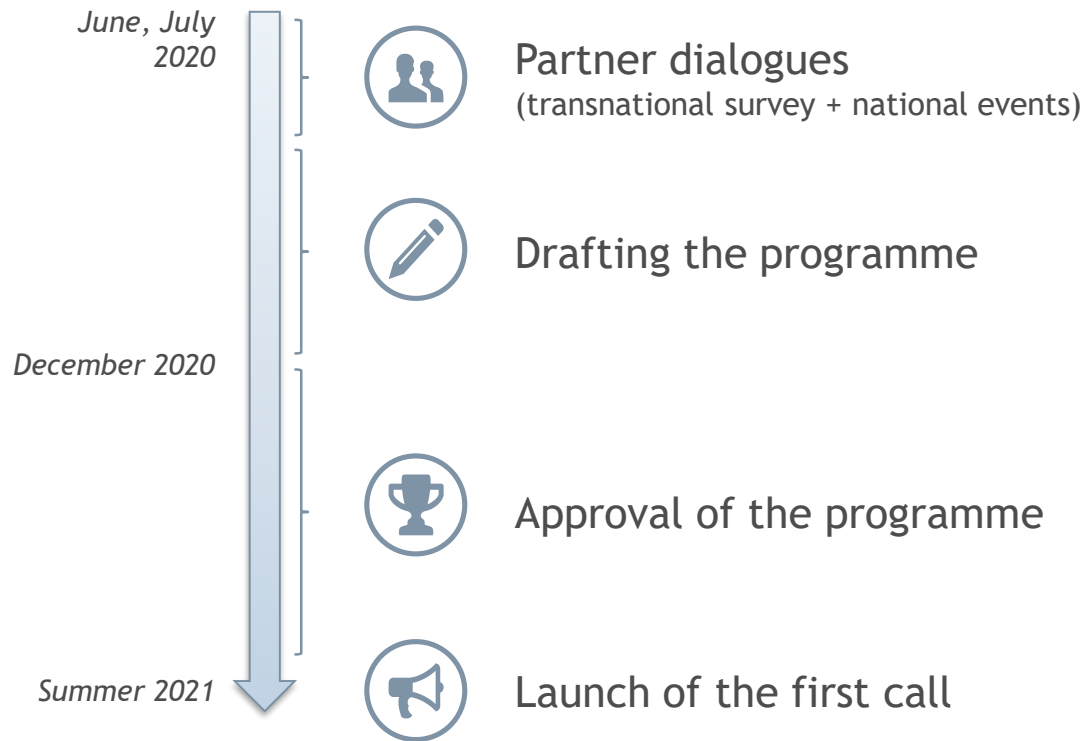 June, July
2020
Partner dialogues
(transnational survey + national events)
Drafting the programme
December 2020
Approval of the programme
Summer 2021
Launch of the first call